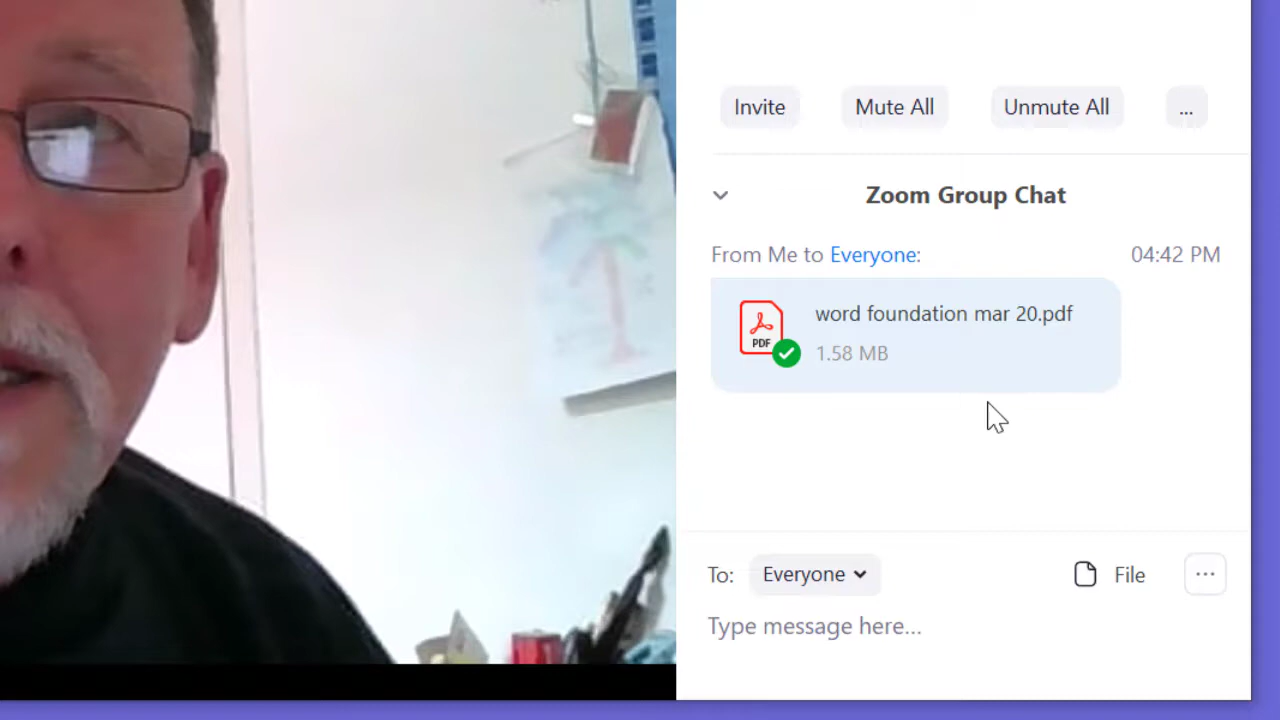 Invite Mute All Unmute All ...
Zoom Group Chat
From Me to Everyone: 04:42 PM
word foundation mar 20.pdf
PDF
1.58 MB
To: Everyone File ...
Type message here...